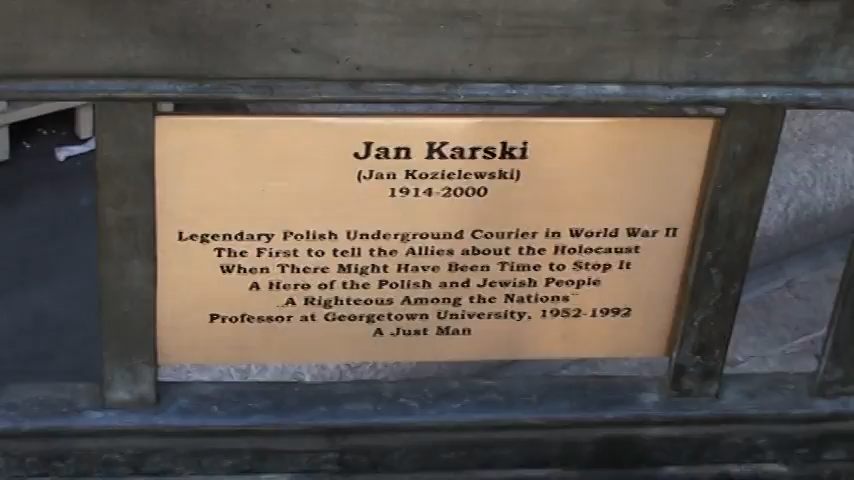 Jan Karski
(Jan Kozielewski)
1914-2000
Legendary Polish Underground Courier in World War II
The First to tell the Allies about the Holocaust
When There Might Have Been Time to Stop It
A Hero of the Polish and Jewish People
„A Righteous Among the Nations"
Professor at Georgetown University, 1952-1992
A Just Man